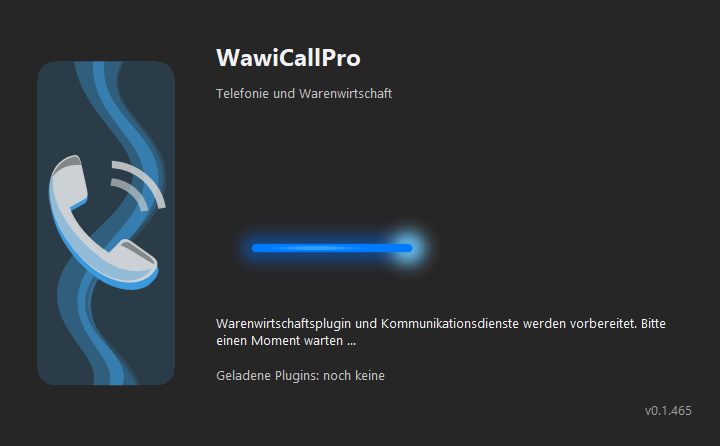 WawiCallPro
Telefonie und Warenwirtschaft
Warenwirtschaftsplugin und Kommunikationsdienste werden vorbereitet. Bitte
einen Moment warten ...
Geladene Plugins: noch keine
v0.1.465